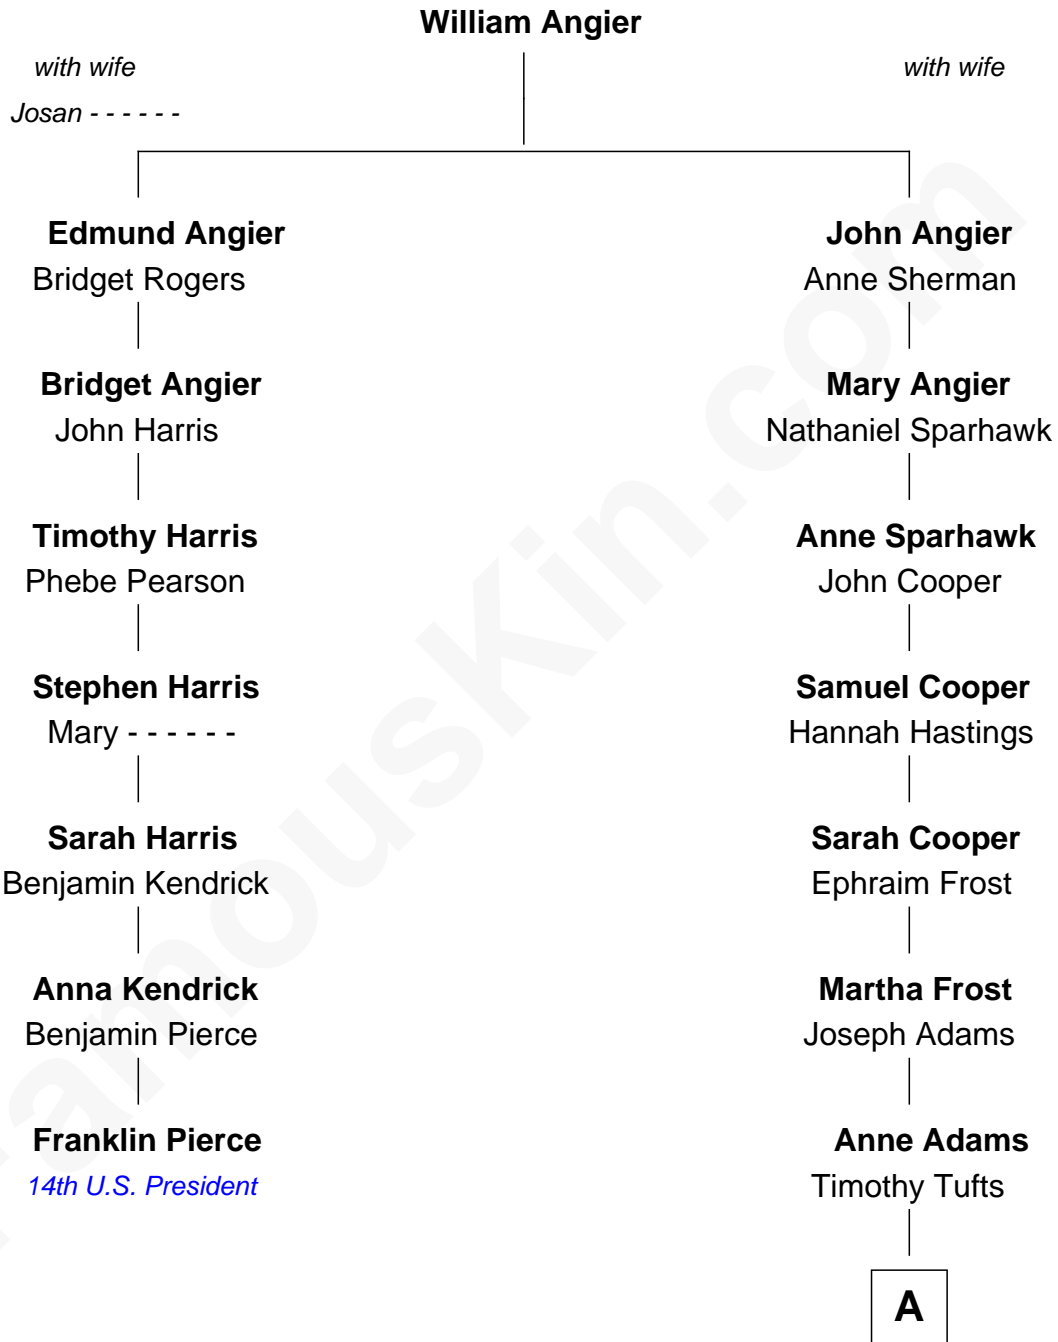 William Angier
with wife
with wife
Josan - - - - - -
Edmund Angier
John Angier
Bridget Rogers
Anne Sherman
Bridget Angier
Mary Angier
John Harris
Nathaniel Sparhawk
Timothy Harris
Anne Sparhawk
Phebe Pearson
John Cooper
Stephen Harris
Samuel Cooper
Mary - - - - - -
Hannah Hastings
Sarah Harris
Sarah Cooper
Benjamin Kendrick
Ephraim Frost
Anna Kendrick
Martha Frost
Benjamin Pierce
Joseph Adams
Franklin Pierce
Anne Adams
14th U.S. President
Timothy Tufts
A
FamousKin.com